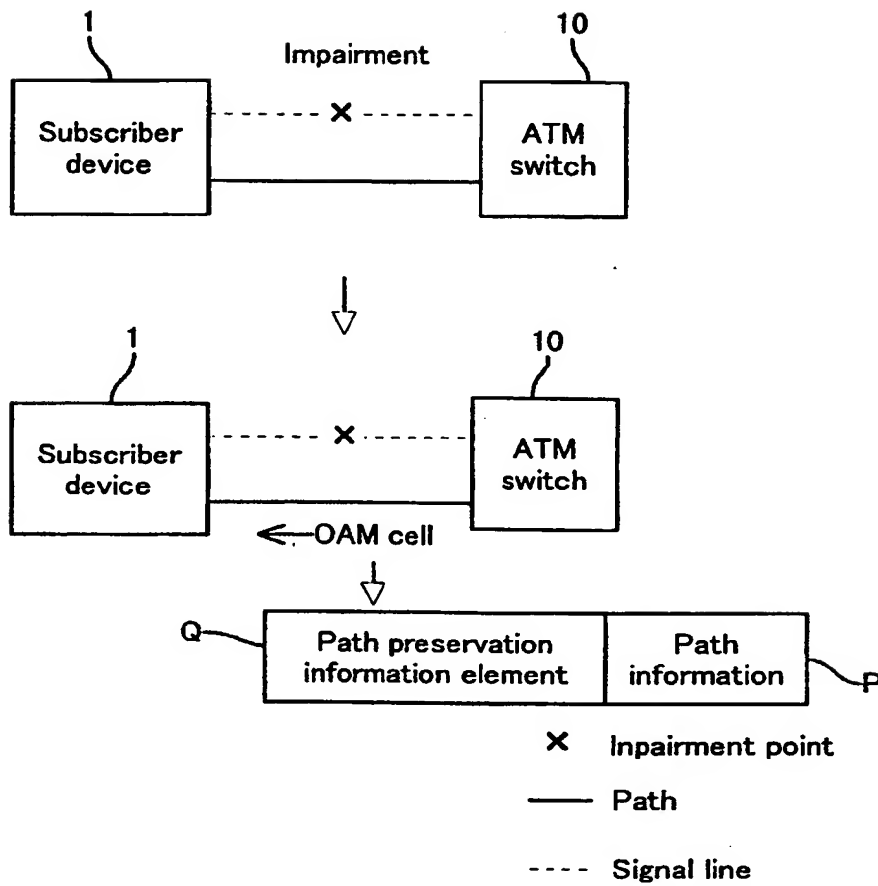 1
10
Impairment
Subscriber
device
ATM
switch
1
10
Subscriber
device
ATM
switch
OAM cell
Q
Path preservation
information element
Path
information
P
Inpairment point
Path
Signal line